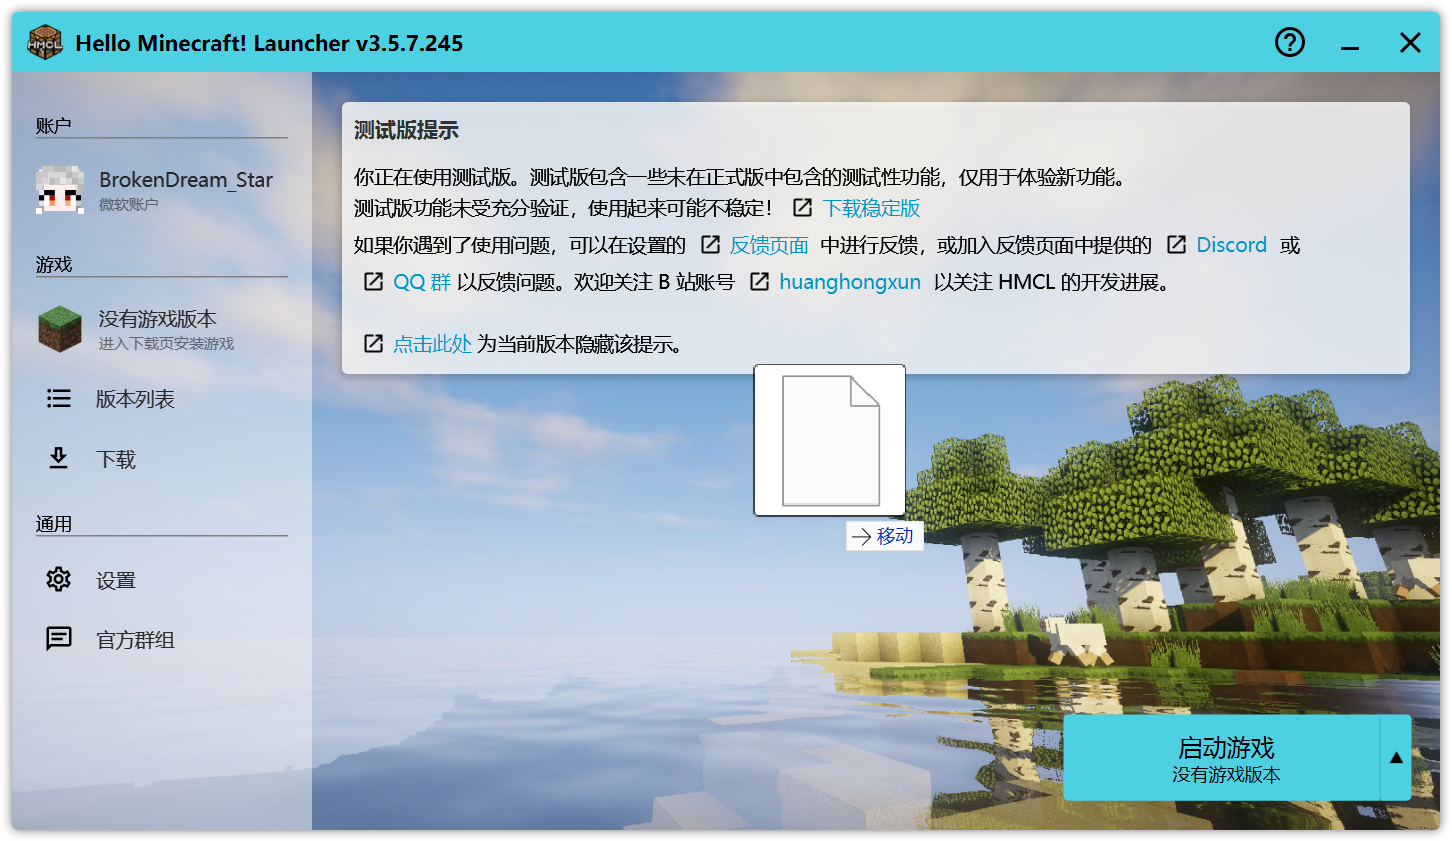 HMCL
Hello Minecraft! Launcher v3.5.7.245
账户
BrokenDream_Star
微软账户
游戏
没有游戏版本
进入下载页安装游戏
版本列表
下载
通用
设置
官方群组
测试版提示
你正在使用测试版。测试版包含一些未在正式版中包含的测试性功能，仅用于体验新功能。
测试版功能未受充分验证，使用起来可能不稳定！ 下载稳定版
如果你遇到了使用问题，可以在设置的 反馈页面 中进行反馈，或加入反馈页面中提供的 Discord 或
QQ 群 以反馈问题。欢迎关注 B 站账号 huanghongxun 以关注 HMCL 的开发进展。
点击此处 为当前版本隐藏该提示。
移动
启动游戏
没有游戏版本